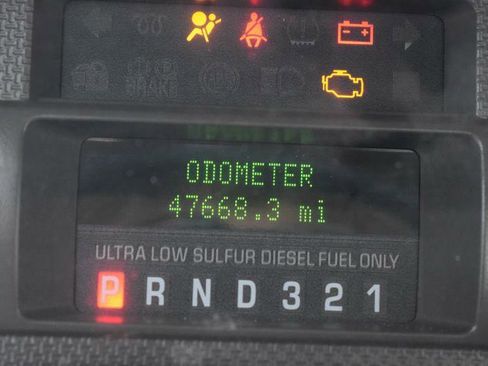 ODOMETER
47668.3 mi
ULTRA LOW SULFUR DIESEL FUEL ONLY
P R N D 3 2 1